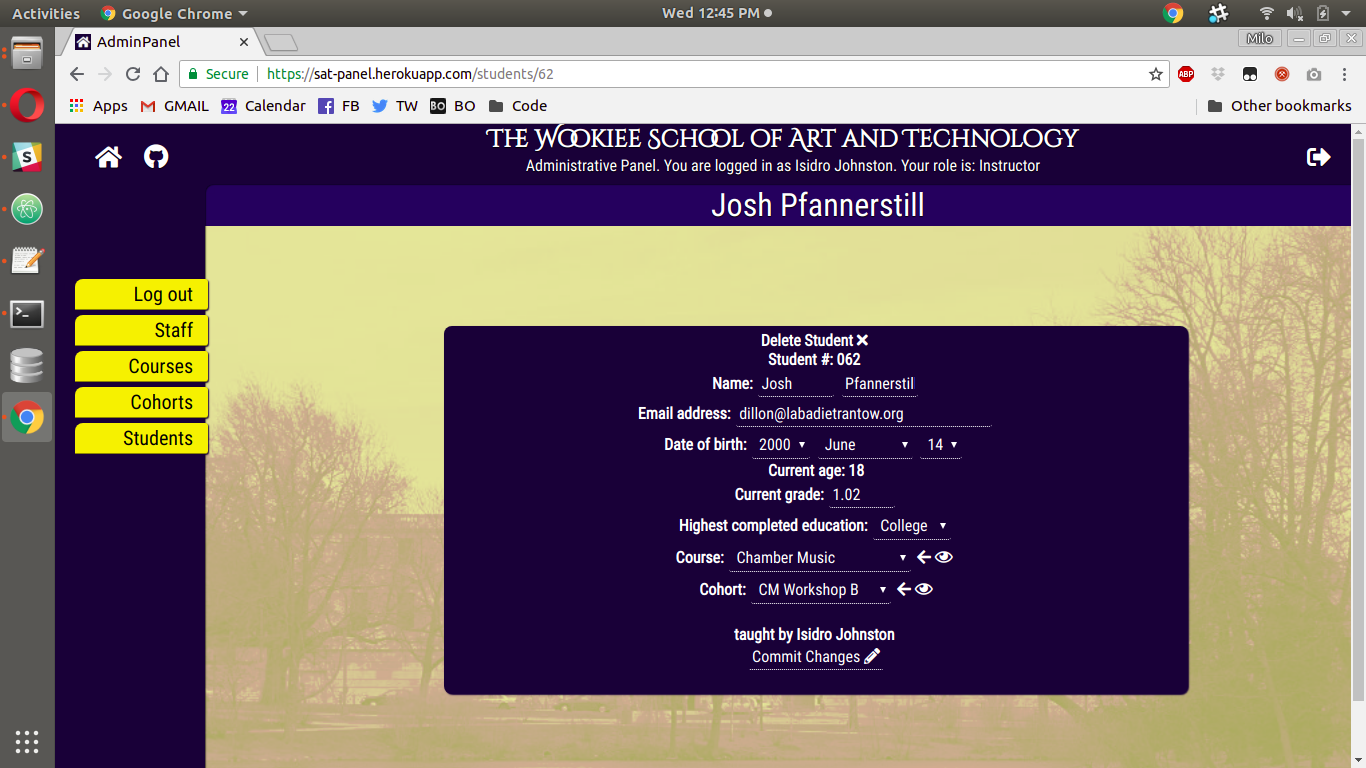 Activities Google Chrome Wed 12:45 PM
AdminPanel Milo
Secure https://sat-panel.herokuapp.com/students/62 ABP
Apps GMAIL 22 Calendar FB TW BO BO Code Other bookmarks
The Wookiee School of Art and Technology
Administrative Panel. You are logged in as Isidro Johnston. Your role is: Instructor
Josh Pfannerstill
Log out
Staff
Courses
Cohorts
Students
Delete Student
Student #: 062
Name: Josh Pfannerstil
Email address: dillon@labadietrantow.org
Date of birth: 2000 June 14
Current age: 18
Current grade: 1.02
Highest completed education: College
Course: Chamber Music
Cohort: CM Workshop B
taught by Isidro Johnston
Commit Changes